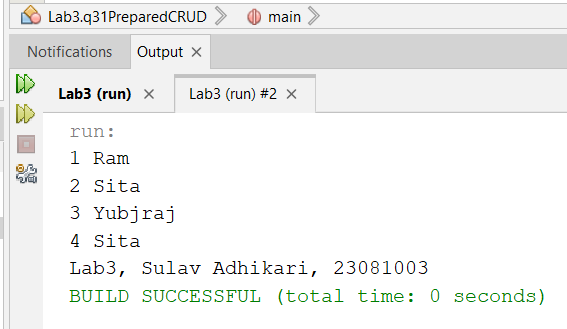 Lab3.q31PreparedCRUD main
Notifications Output
Lab3 (run) Lab3 (run) #2
run:
1 Ram
2 Sita
3 Yubjraj
4 Sita
Lab3, Sulav Adhikari, 23081003
BUILD SUCCESSFUL (total time: 0 seconds)